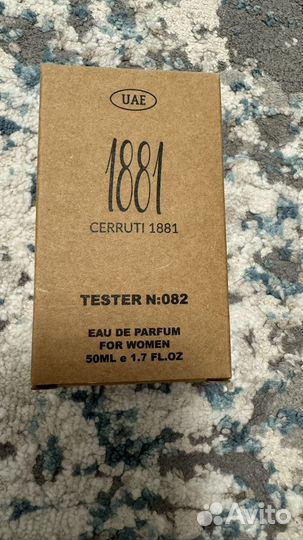 UAE
1881
CERRUTI 1881
TESTER N:082
EAU DE PARFUM
FOR WOMEN
50ML e 1.7 FL.OZ
Avito